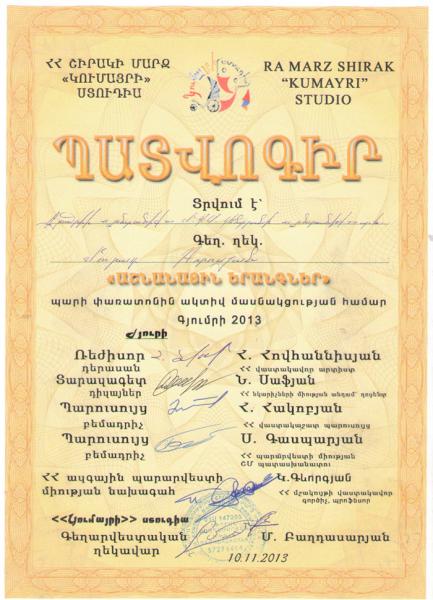 ՀՀ ՇԻՐԱԿԻ ՄԱՐԶ
«ԿՈՒՄԱՅՐԻ»
ՍՏՈՒԴԻԱ
RA MARZ SHIRAK
“KUMAYRI”
STUDIO
ՊԱՏՎՈԳԻՐ
Տրվում է՝
Գեղ. ղեկ.
«ԱՇՆԱՆԱՅԻՆ ԵՐԱՆԳՆԵՐ»
պարի փառատոնին ակտիվ մասնակցության համար
Գյումրի 2013
Ժյուրի
Ռեժիսոր Հ. Հովհաննիսյան
դերասան ՀՀ վաստակավոր արտիստ
Տարազագետ Ն. Սաֆյան
դիզայներ ՀՀ նկարիչների միության անդամ՝ դոցենտ
Պարուսույց Հ. Հակոբյան
բեմադրիչ ՀՀ վաստակաշատ պարուսույց
Պարուսույց Ս. Գասպարյան
բեմադրիչ ՀՀ պարարվեստի միության
ՇՄ պատասխանատու
ՀՀ ազգային պարարվեստի Կ.Գևորգյան
միության նախագահ ՀՀ մշակույթի վաստակավոր
գործիչ, պրոֆեսոր
«Կումայրի» ստուդիա
Գեղարվեստական Մ. Բաղդասարյան
ղեկավար
10.11.2013